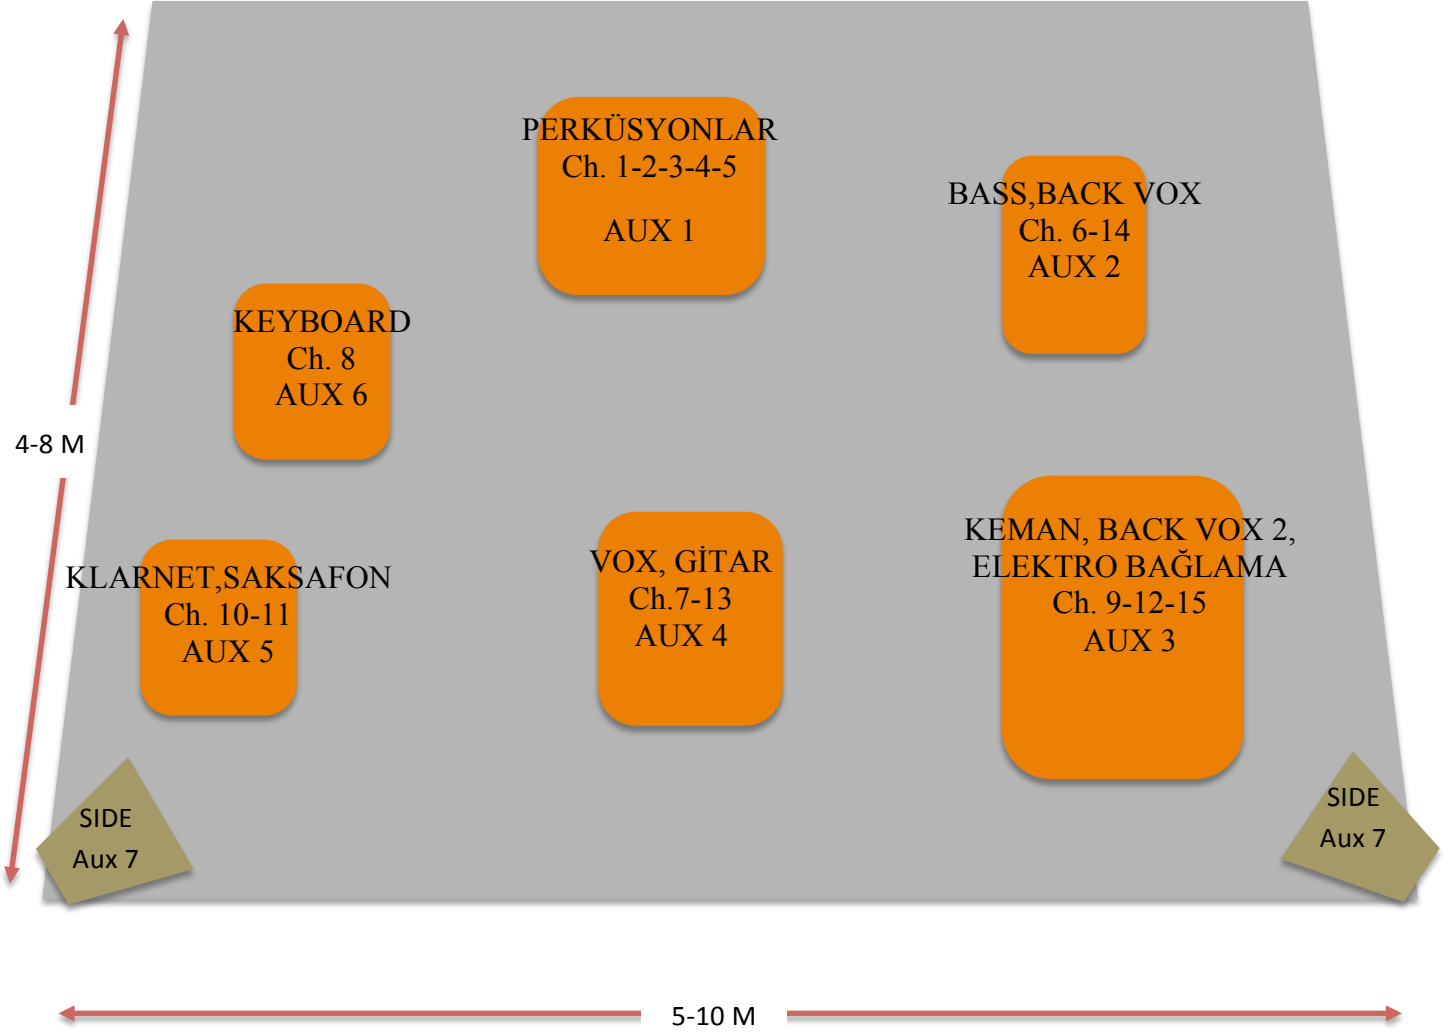 PERKÜSYONLAR
Ch. 1-2-3-4-5
AUX 1
BASS,BACK VOX
Ch. 6-14
AUX 2
KEYBOARD
Ch. 8
AUX 6
4-8 M
KLARNET,SAKSAFON
Ch. 10-11
AUX 5
VOX, GİTAR
Ch.7-13
AUX 4
KEMAN, BACK VOX 2,
ELEKTRO BAĞLAMA
Ch. 9-12-15
AUX 3
SIDE
Aux 7
SIDE
Aux 7
5-10 M